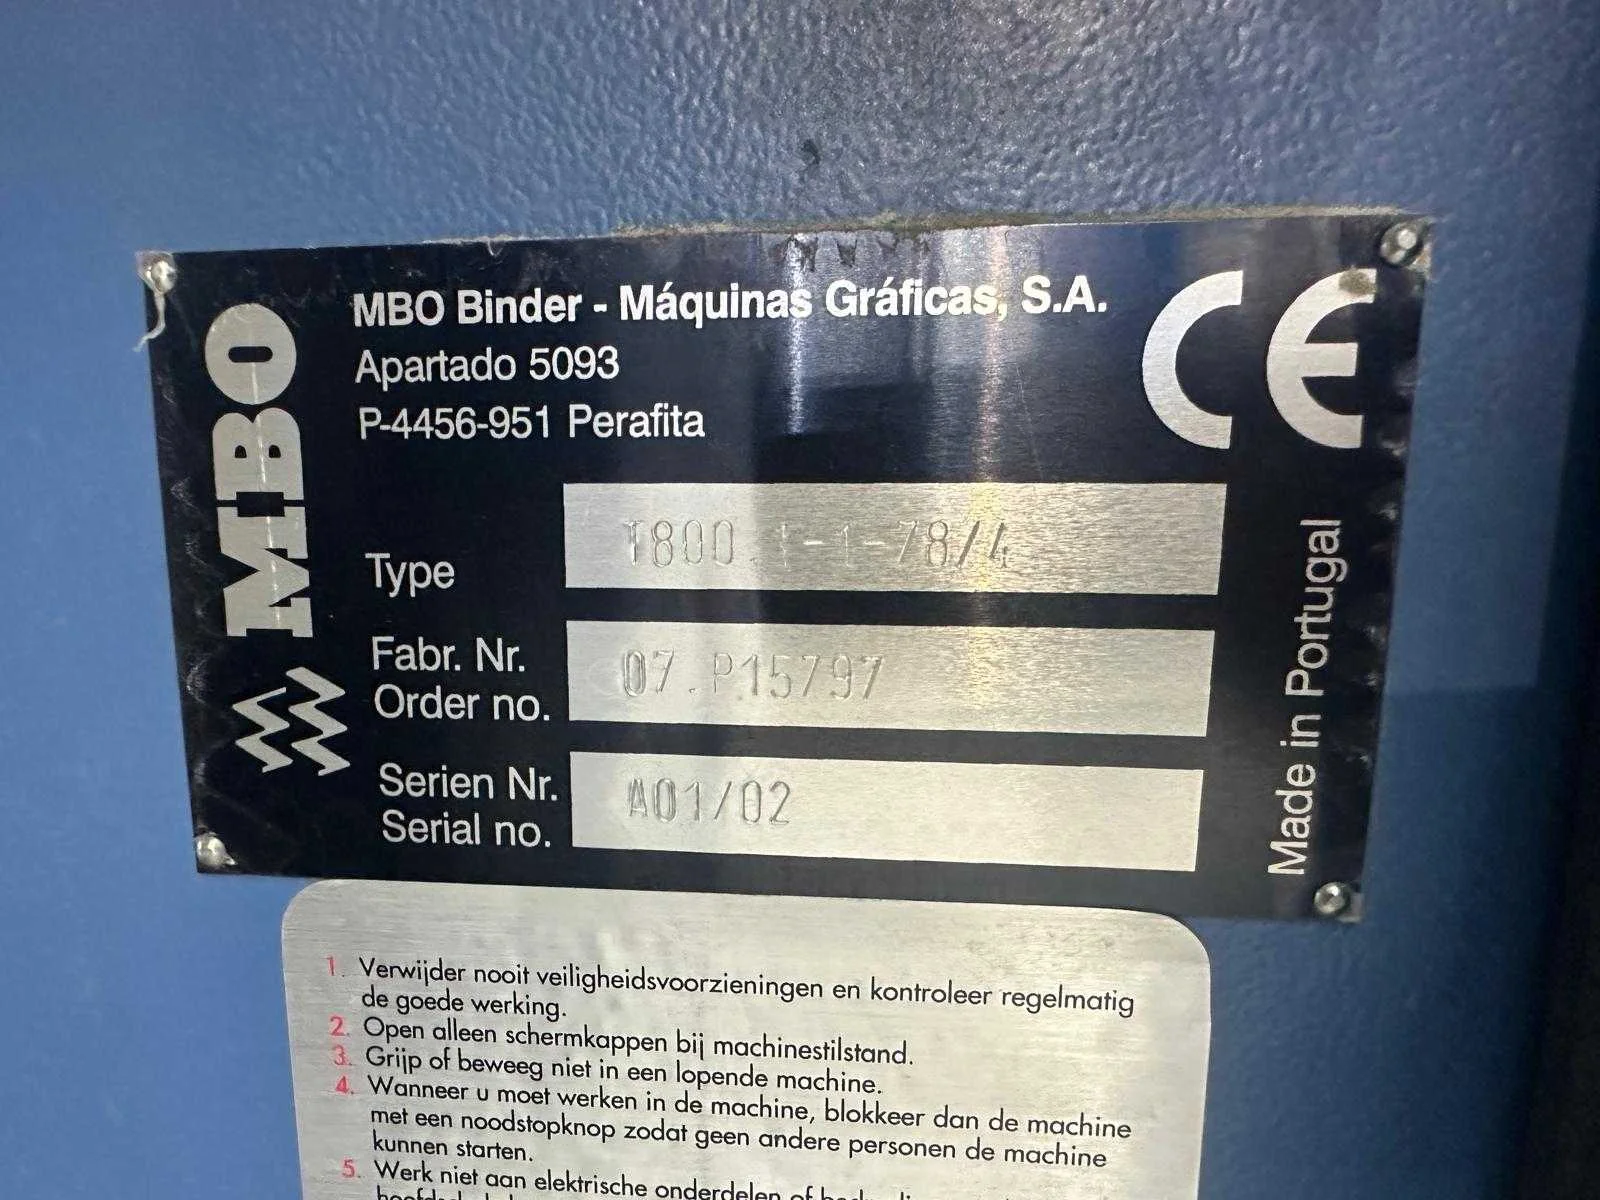 MBO
MBO Binder - Máquinas Gráficas, S.A.
Apartado 5093
P-4456-951 Perafita
CE
Type T800.1-1-78/4
Fabr. Nr.
Order no. 07.P15797
Serien Nr.
Serial no. A01/02
Made in Portugal
1. Verwijder nooit veiligheidsvoorzieningen en kontroleer regelmatig
de goede werking.
2. Open alleen schermkappen bij machinestilstand.
3. Grijp of beweeg niet in een lopende machine.
4. Wanneer u moet werken in de machine, blokkeer dan de machine
met een noodstopknop zodat geen andere personen de machine
kunnen starten.
5. Werk niet aan elektrische onderdelen of